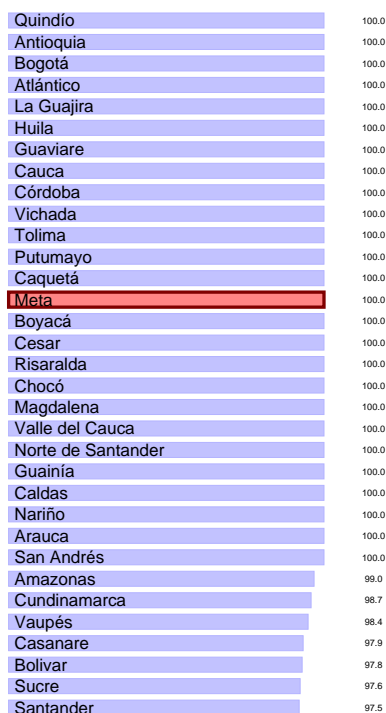 Quindío 100.0
Antioquia 100.0
Bogotá 100.0
Atlántico 100.0
La Guajira 100.0
Huila 100.0
Guaviare 100.0
Cauca 100.0
Córdoba 100.0
Vichada 100.0
Tolima 100.0
Putumayo 100.0
Caquetá 100.0
Meta 100.0
Boyacá 100.0
Cesar 100.0
Risaralda 100.0
Chocó 100.0
Magdalena 100.0
Valle del Cauca 100.0
Norte de Santander 100.0
Guainía 100.0
Caldas 100.0
Nariño 100.0
Arauca 100.0
San Andrés 100.0
Amazonas 99.0
Cundinamarca 98.7
Vaupés 98.4
Casanare 97.9
Bolivar 97.8
Sucre 97.6
Santander 97.5